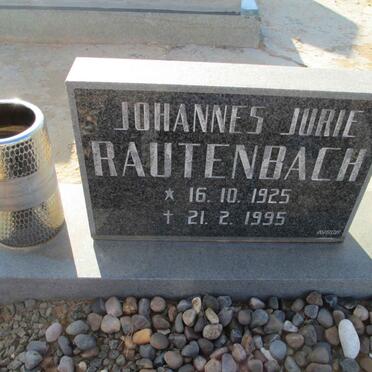 JOHANNES JURIE
RAUTENBACH
* 16. 10. 1925
† 21. 2. 1995